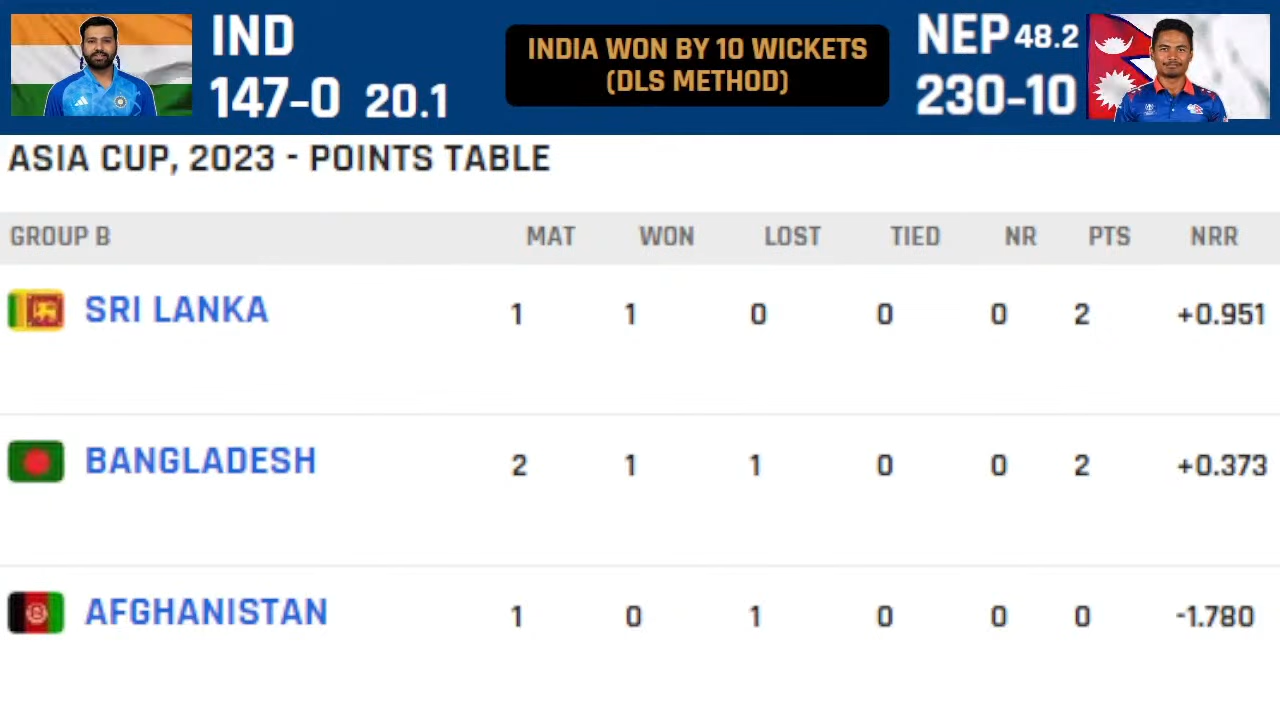 IND
147-0 20.1
INDIA WON BY 10 WICKETS
(DLS METHOD)
NEP 48.2
230-10
ASIA CUP, 2023 - POINTS TABLE
GROUP B MAT WON LOST TIED NR PTS NRR
SRI LANKA 1 1 0 0 0 2 +0.951
BANGLADESH 2 1 1 0 0 2 +0.373
AFGHANISTAN 1 0 1 0 0 0 -1.780